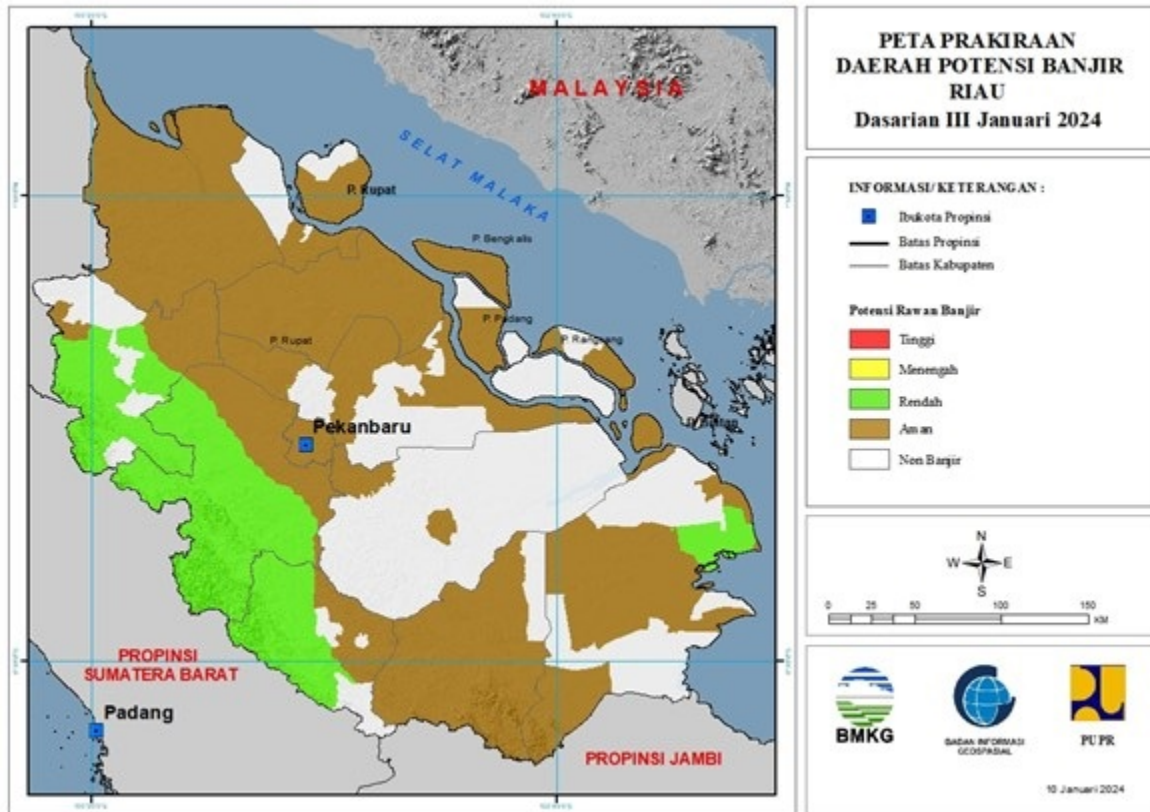 MALAYSIA
SELAT MALAKA
P. Rupat
P. Bengkalis
P. Padang
P. Rangsang
P. Rupat
Pekanbaru
PROPINSI
SUMATERA BARAT
Padang
PROPINSI JAMBI
PETA PRAKIRAAN
DAERAH POTENSI BANJIR
RIAU
Dasarian III Januari 2024
INFORMASI/ KETERANGAN :
Ibukota Propinsi
Batas Propinsi
Batas Kabupaten
Potensi Rawan Banjir
Tinggi
Menengah
Rendah
Aman
Non Banjir
N
W E
S
0 25 50 100 150
KM
BMKG
BADAN INFORMASI
GEOSPASIAL
PUPR
10 Januari 2024